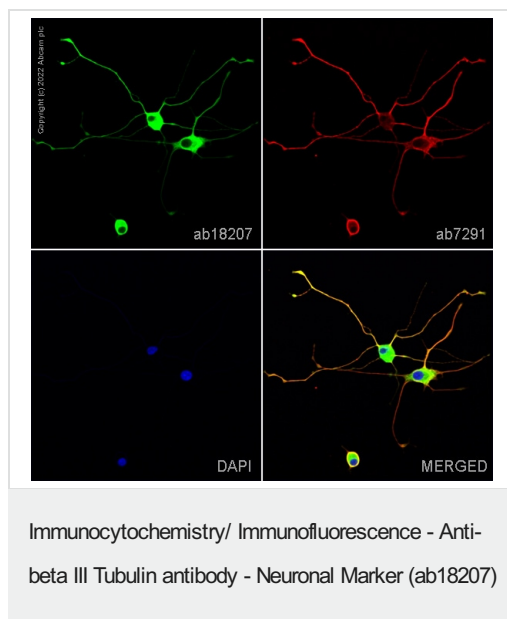 Copyright (c) 2022 Abcam plc
ab18207
ab7291
DAPI
MERGED
Immunocytochemistry/ Immunofluorescence - Anti-
beta III Tubulin antibody - Neuronal Marker (ab18207)